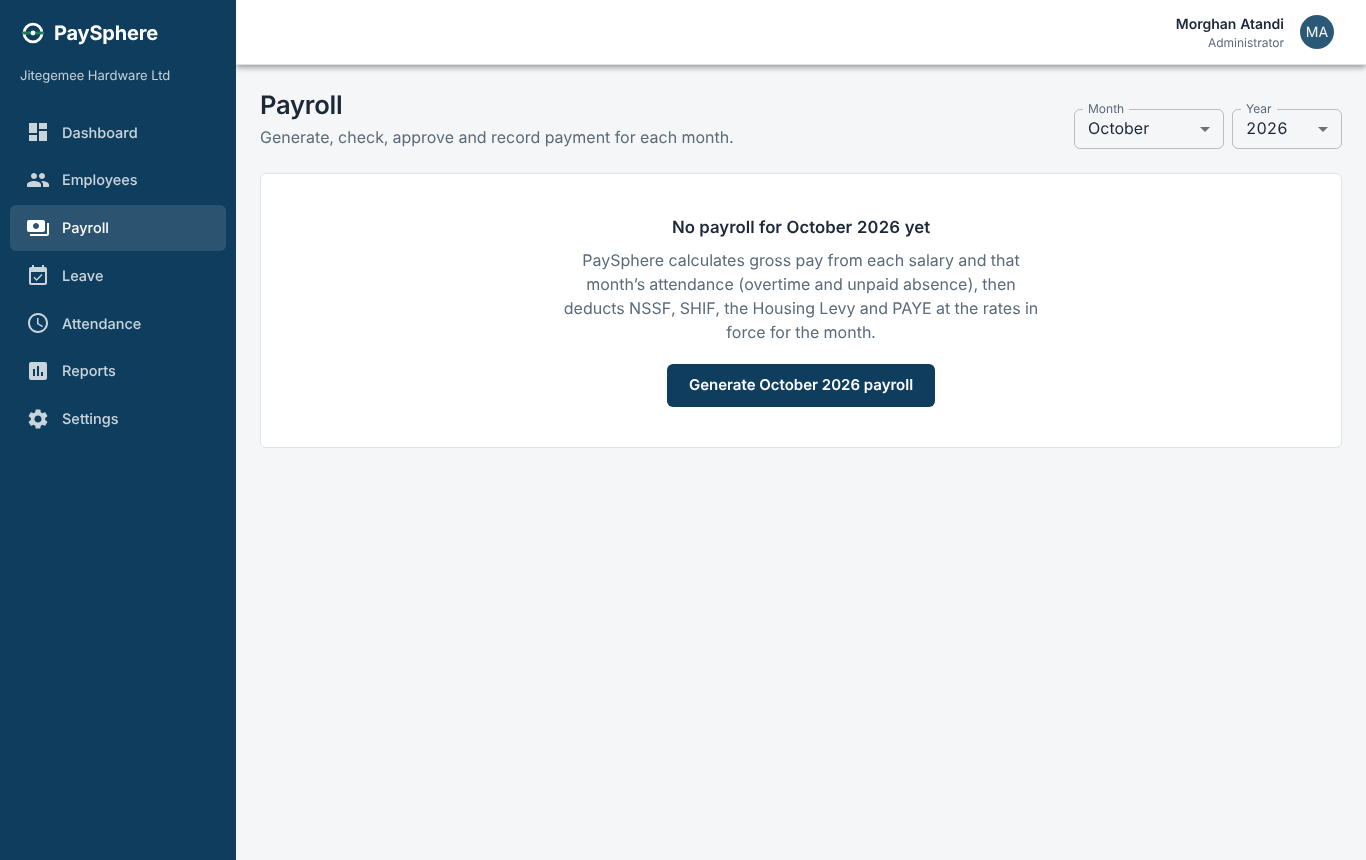 PaySphere
Jitegemee Hardware Ltd
Dashboard
Employees
Payroll
Leave
Attendance
Reports
Settings
Morghan Atandi
Administrator
MA
Payroll
Generate, check, approve and record payment for each month.
Month
October
Year
2026
No payroll for October 2026 yet
PaySphere calculates gross pay from each salary and that
month’s attendance (overtime and unpaid absence), then
deducts NSSF, SHIF, the Housing Levy and PAYE at the rates in
force for the month.
Generate October 2026 payroll